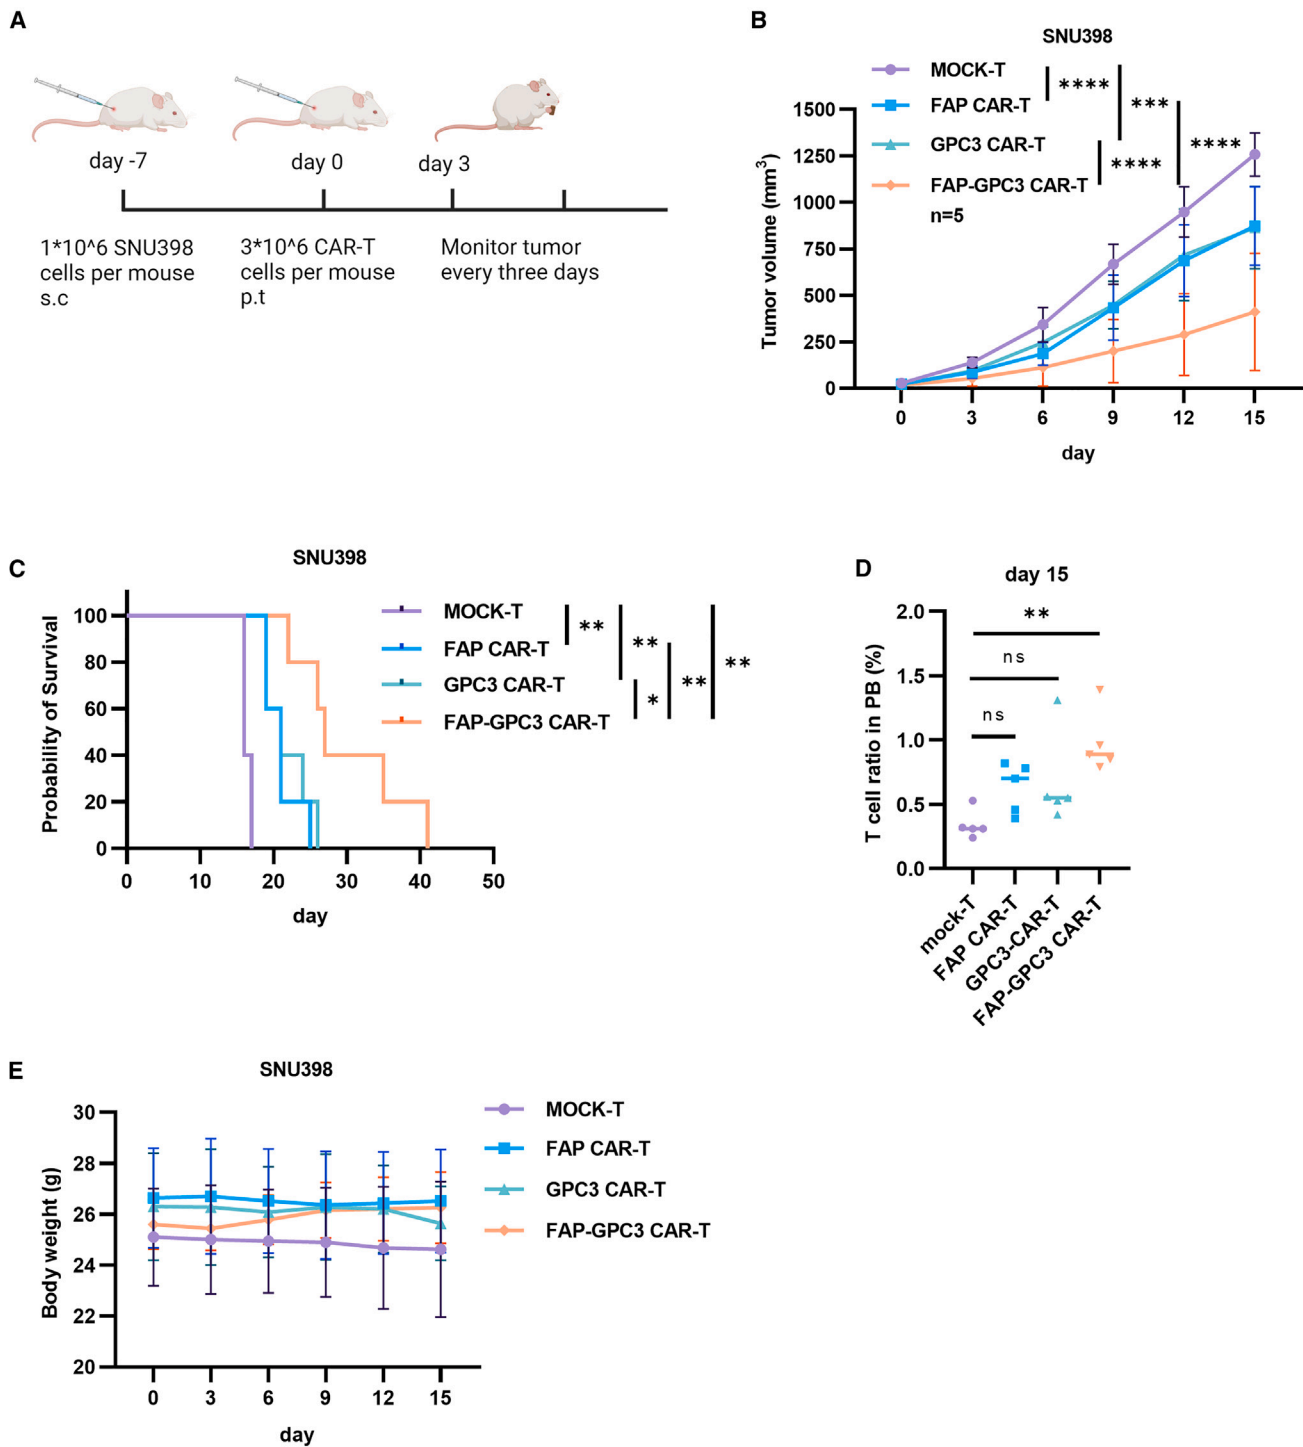 A
day -7
day 0
day 3
1*10^6 SNU398
cells per mouse
s.c
3*10^6 CAR-T
cells per mouse
p.t
Monitor tumor
every three days
B
SNU398
MOCK-T
FAP CAR-T
GPC3 CAR-T
FAP-GPC3 CAR-T
n=5
****
***
****
****
Tumor volume (mm³)
1500
1250
1000
750
500
250
0
0 3 6 9 12 15
day
C
SNU398
MOCK-T
FAP CAR-T
GPC3 CAR-T
FAP-GPC3 CAR-T
**
**
*
**
**
Probability of Survival
100
80
60
40
20
0
0 10 20 30 40 50
day
D
day 15
**
ns
ns
T cell ratio in PB (%)
2.0
1.5
1.0
0.5
0.0
mock-T
FAP CAR-T
GPC3-CAR-T
FAP-GPC3 CAR-T
E
SNU398
MOCK-T
FAP CAR-T
GPC3 CAR-T
FAP-GPC3 CAR-T
Body weight (g)
30
28
26
24
22
20
0 3 6 9 12 15
day